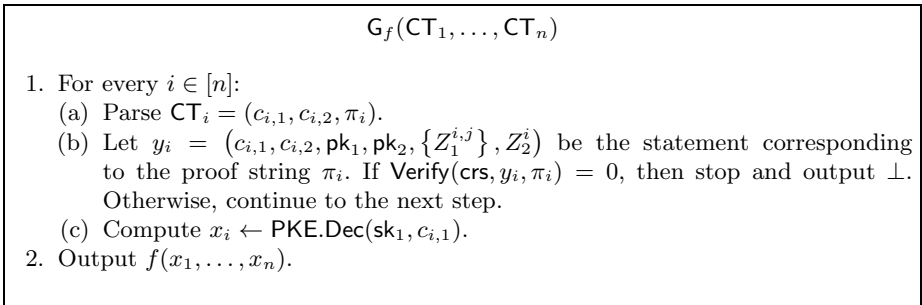 G_f(CT_1, . . . , CT_n)
1. For every i ∈ [n]:
(a) Parse CT_i = (c_{i,1}, c_{i,2}, π_i).
(b) Let y_i = (c_{i,1}, c_{i,2}, pk_1, pk_2, {Z_1^{i,j}}, Z_2^i) be the statement corresponding
to the proof string π_i. If Verify(crs, y_i, π_i) = 0, then stop and output ⊥.
Otherwise, continue to the next step.
(c) Compute x_i ← PKE.Dec(sk_1, c_{i,1}).
2. Output f(x_1, . . . , x_n).